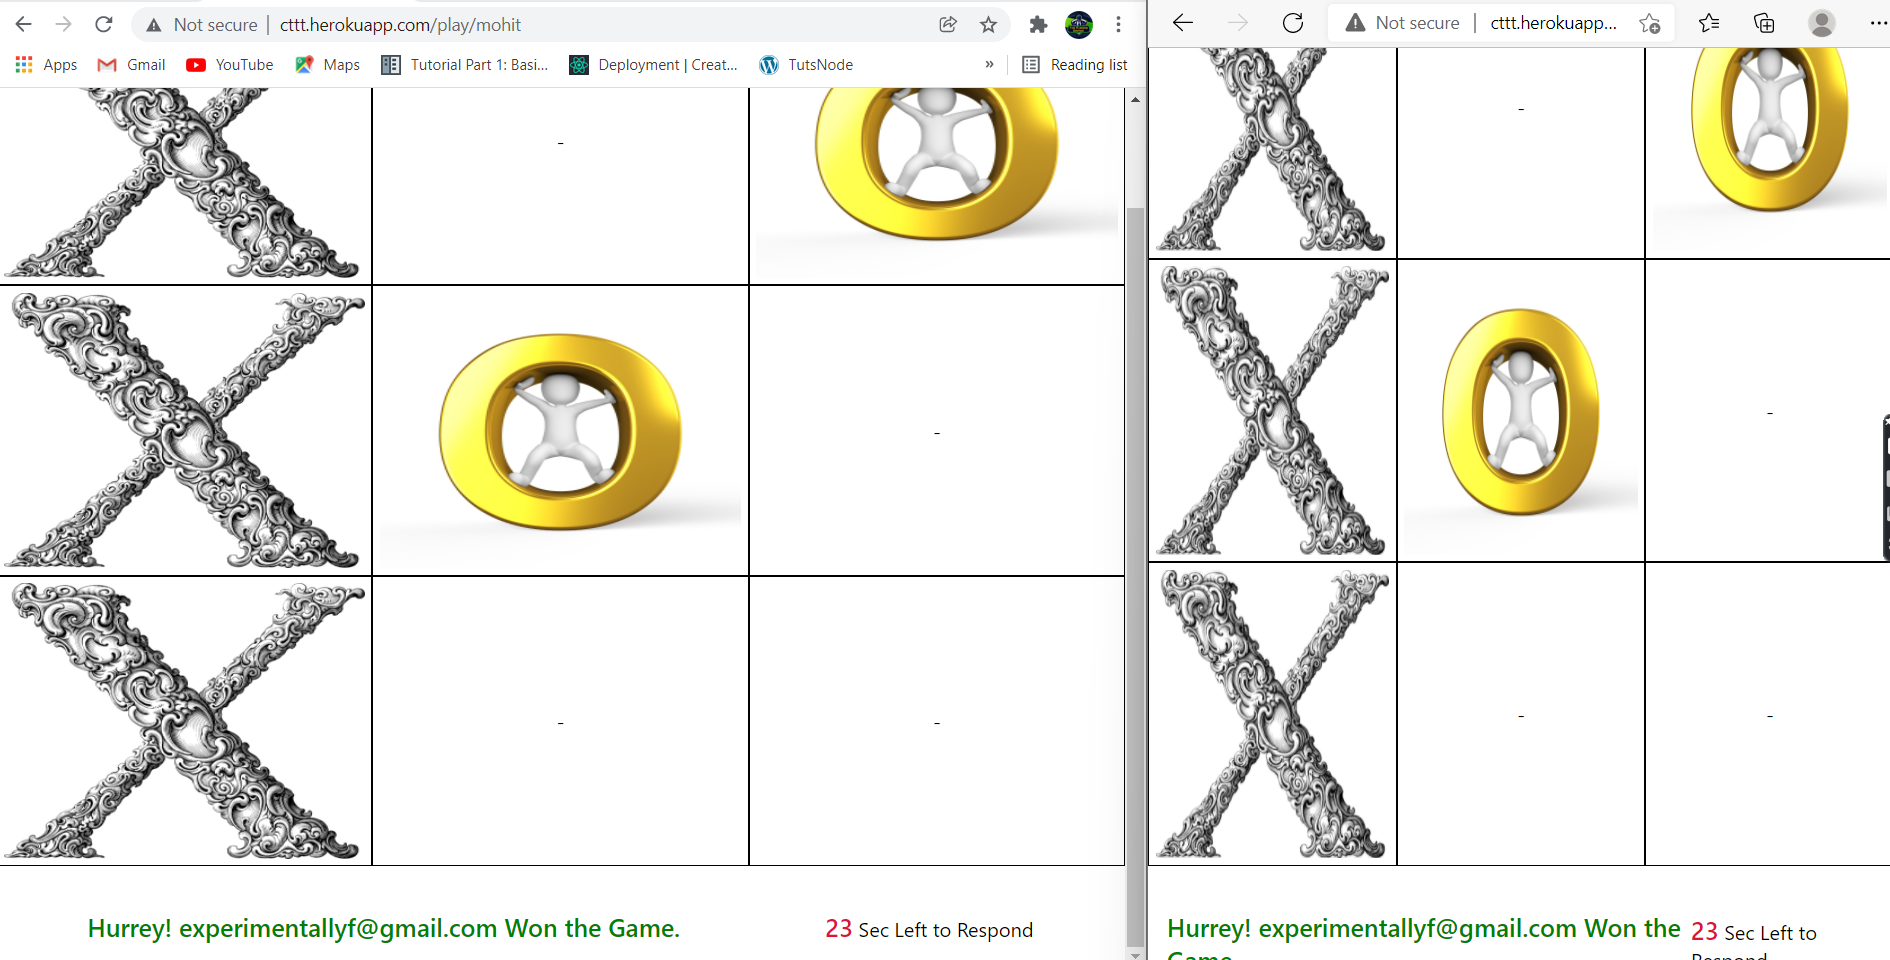 Not secure | cttt.herokuapp.com/play/mohit
Apps Gmail YouTube Maps Tutorial Part 1: Basi... Deployment | Creat... TutsNode » Reading list
X - O
X O -
X - -
Hurrey! experimentallyf@gmail.com Won the Game. 23 Sec Left to Respond
Not secure | cttt.herokuapp...
- O
X O -
X - -
Hurrey! experimentallyf@gmail.com Won the 23 Sec Left to
Game Respond